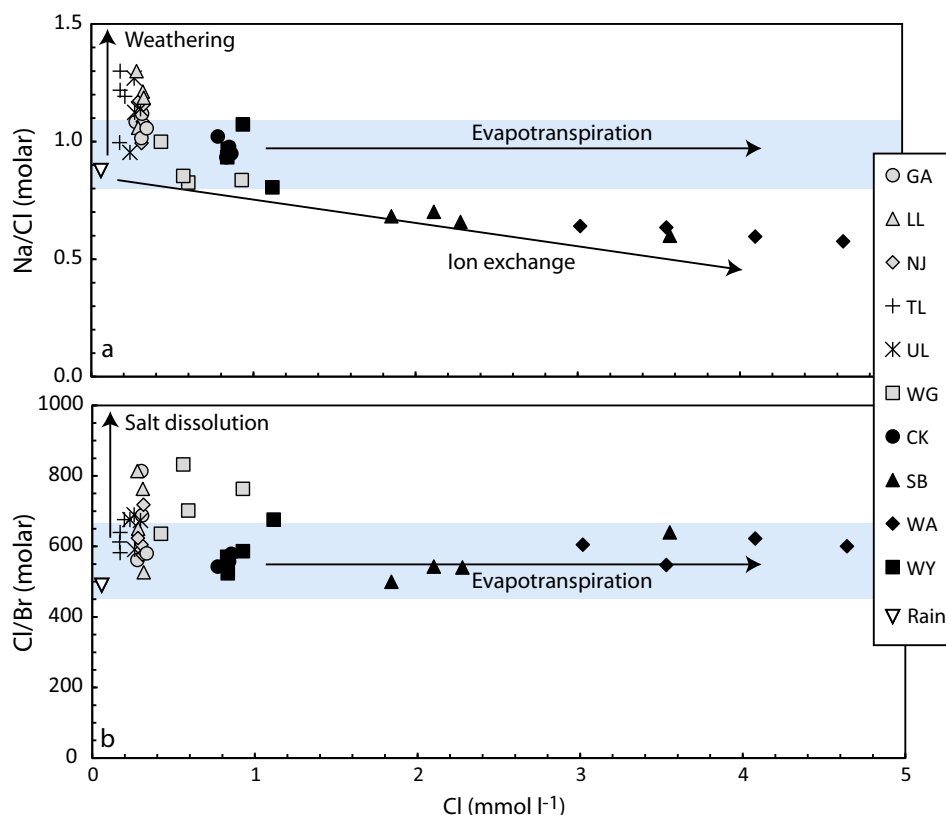 1.5
Weathering
Evapotranspiration
1.0
Na/Cl (molar)
0.5
Ion exchange
a
0.0
GA
LL
NJ
TL
UL
WG
CK
SB
WA
WY
Rain
1000
Salt dissolution
800
600
Evapotranspiration
Cl/Br (molar)
400
200
b
0
0 1 2 3 4 5
Cl (mmol l-1)